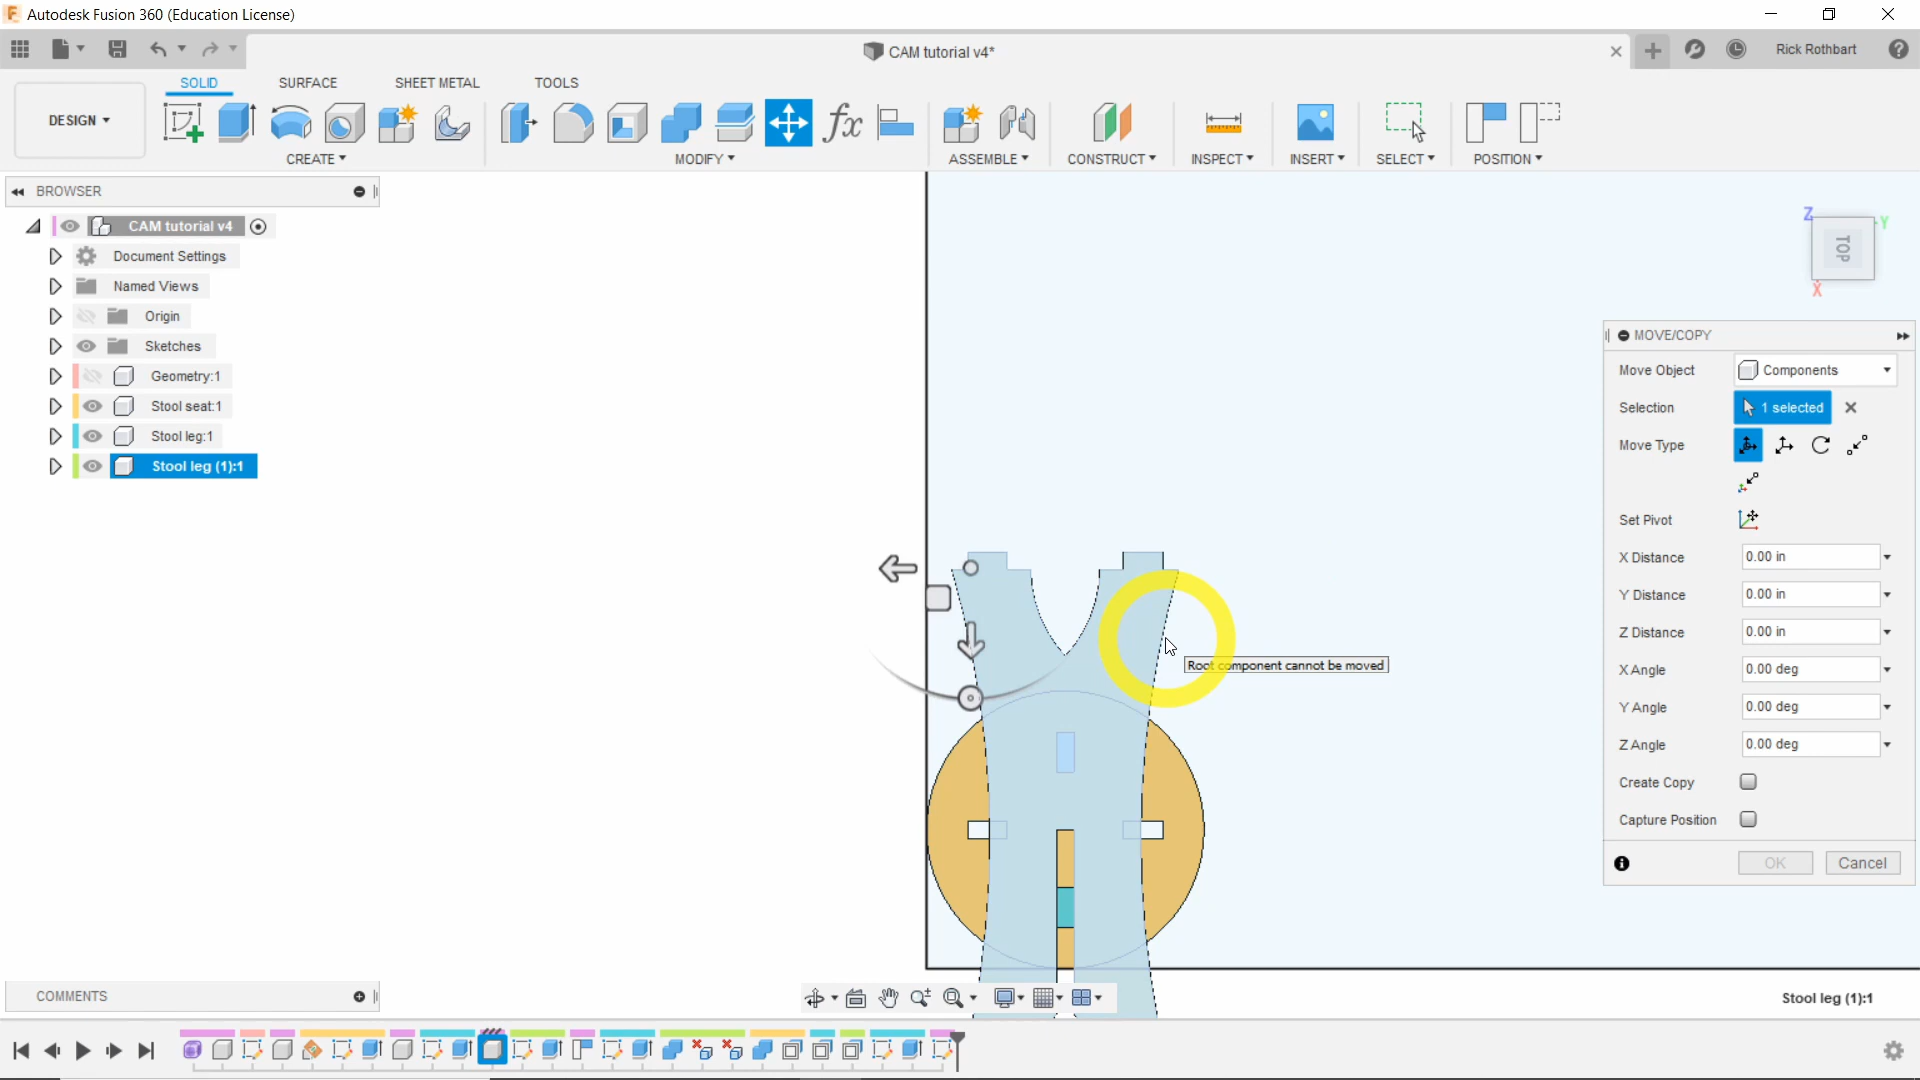 Autodesk Fusion 360 (Education License)
CAM tutorial v4*
Rick Rothbart
DESIGN
SOLID
SURFACE
SHEET METAL
TOOLS
CREATE
MODIFY
ASSEMBLE
CONSTRUCT
INSPECT
INSERT
SELECT
POSITION
BROWSER
CAM tutorial v4
Document Settings
Named Views
Origin
Sketches
Geometry:1
Stool seat:1
Stool leg:1
Stool leg (1):1
Z
Y
TOP
X
MOVE/COPY
Move Object
Components
Selection
1 selected
Move Type
Set Pivot
X Distance
0.00 in
Y Distance
0.00 in
Z Distance
0.00 in
X Angle
0.00 deg
Y Angle
0.00 deg
Z Angle
0.00 deg
Create Copy
Capture Position
OK
Cancel
Root component cannot be moved
COMMENTS
Stool leg (1):1